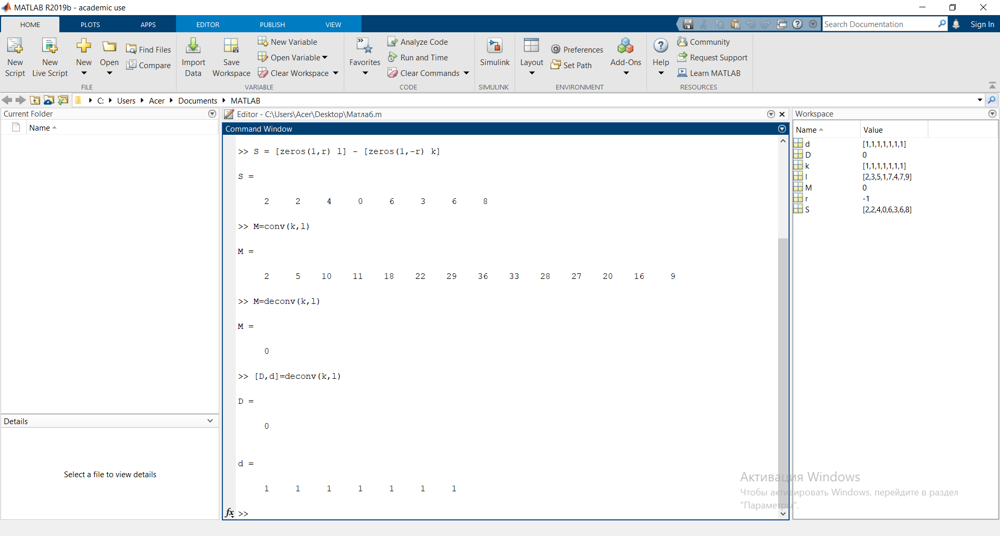 MATLAB R2019b - academic use
HOME PLOTS APPS EDITOR PUBLISH VIEW Search Documentation Sign In
New Script
New Live Script
New
Open
Find Files
Compare
FILE
Import Data
Save Workspace
New Variable
Open Variable
Clear Workspace
VARIABLE
Favorites
Analyze Code
Run and Time
Clear Commands
CODE
Simulink
SIMULINK
Layout
Preferences
Set Path
Add-Ons
ENVIRONMENT
Help
Community
Request Support
Learn MATLAB
RESOURCES
C: Users Acer Documents MATLAB
Current Folder
Name
Details
Select a file to view details
Editor - C:\Users\Acer\Desktop\Матлаб.m
Command Window
>> S = [zeros(1,r) l] - [zeros(1,-r) k]
S =
2 2 4 0 6 3 6 8
>> M=conv(k,l)
M =
2 5 10 11 18 22 29 36 33 28 27 20 16 9
>> M=deconv(k,l)
M =
0
>> [D,d]=deconv(k,l)
D =
0
d =
1 1 1 1 1 1 1
fx >>
Workspace
Name Value
d [1,1,1,1,1,1,1]
D 0
k [1,1,1,1,1,1,1]
l [2,3,5,1,7,4,7,9]
M 0
r -1
S [2,2,4,0,6,3,6,8]
Активация Windows
Чтобы активировать Windows, перейдите в раздел
"Параметры".